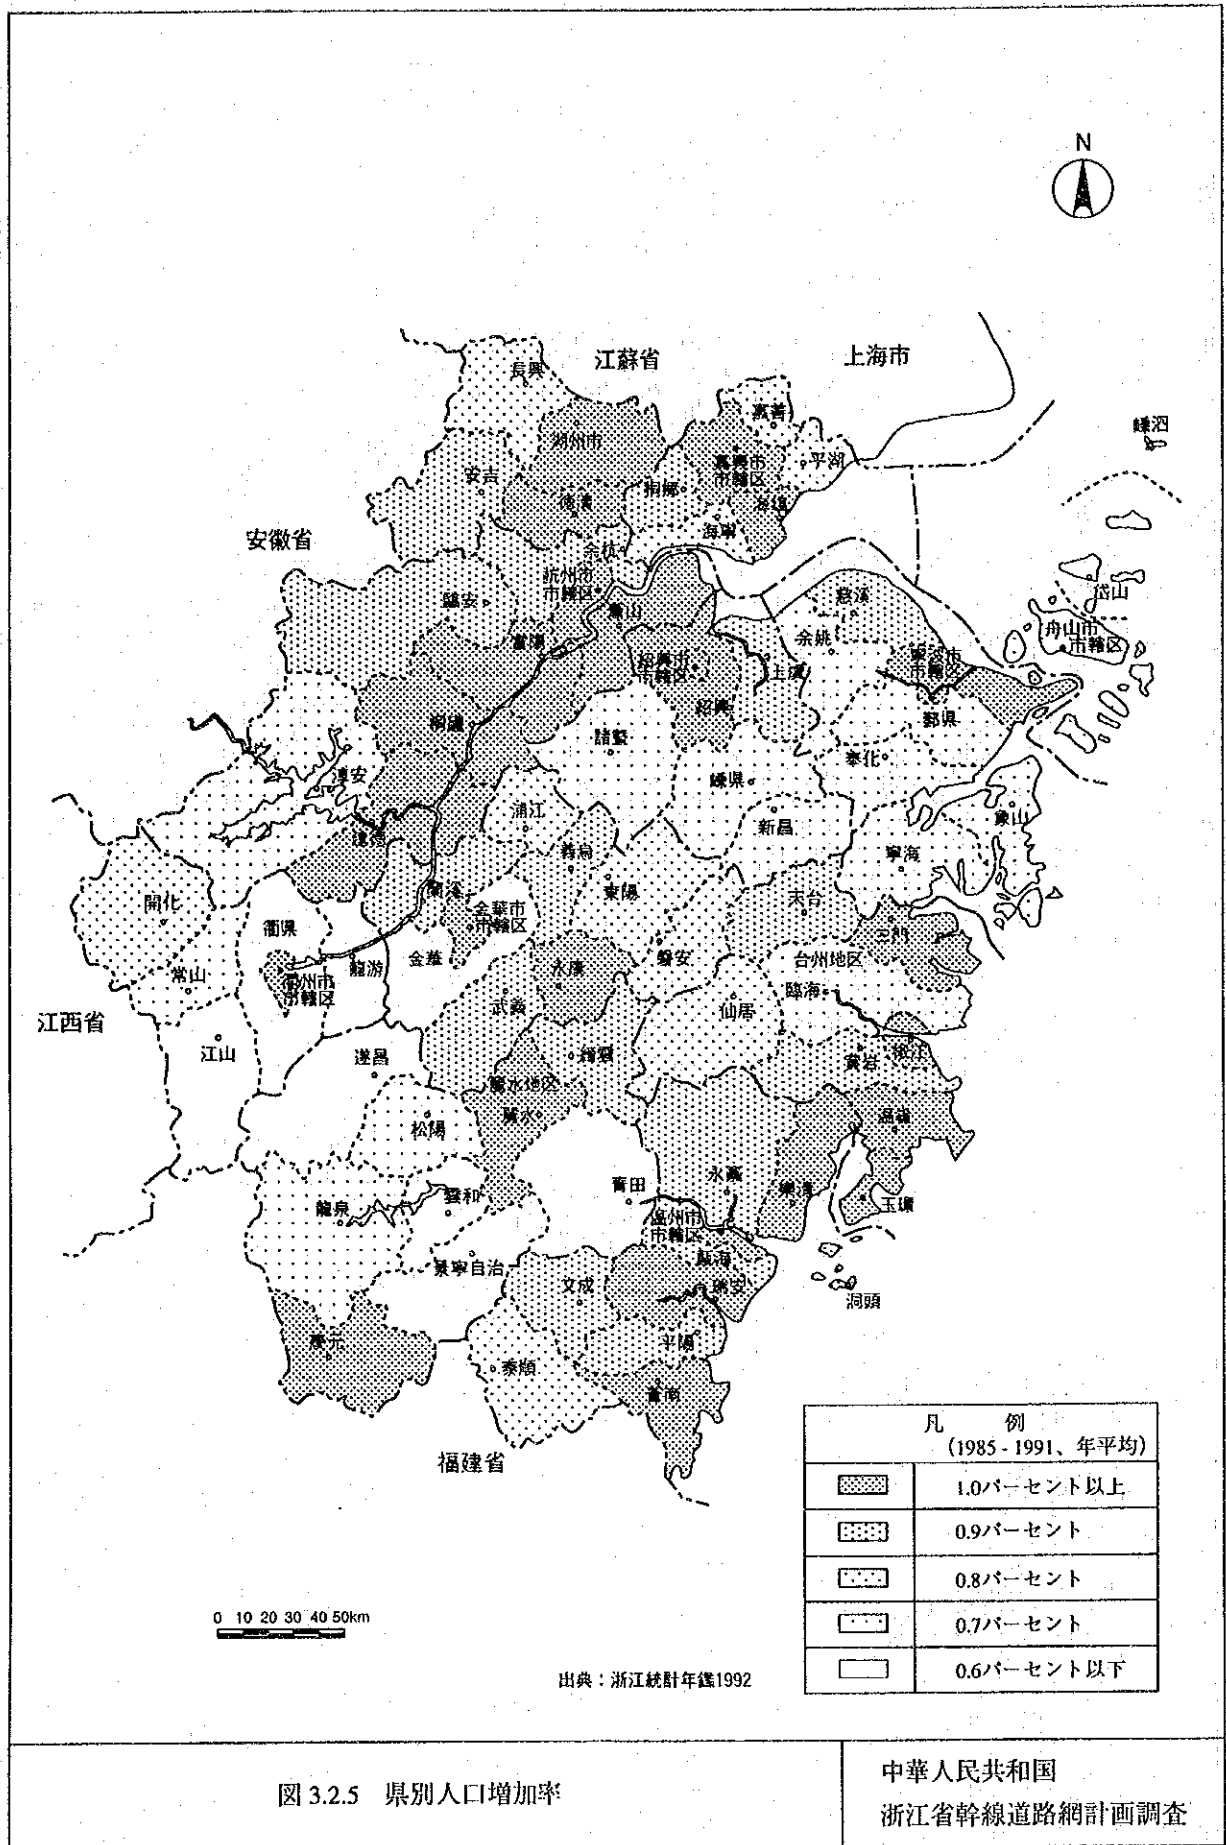 N
江蘇省
上海市
長興
嘉善
嵊泗
湖州市
嘉興市
市轄区
平湖
安吉
桐郷
徳清
海塩
海寧
安徽省
余杭
杭州市
市轄区
臨安
慈溪
岱山
蕭山
富陽
余姚
舟山市
市轄区
紹興市
市轄区
上虞
寧波市
市轄区
紹興
鄞県
桐廬
諸曁
奉化
淳安
嵊県
浦江
新昌
象山
建徳
義烏
寧海
蘭溪
東陽
開化
金華市
市轄区
天台
衢県
三門
金華
永康
磐安
台州地区
龍游
常山
衢州市
市轄区
武義
臨海
仙居
江西省
江山
遂昌
縉雲
黄岩
椒江
麗水地区
麗水
松陽
温嶺
永嘉
青田
楽清
玉環
龍泉
雲和
温州市
市轄区
甌海
景寧自治
文成
瑞安
洞頭
慶元
平陽
泰順
蒼南
福建省
凡 例
(1985 - 1991、年平均)
1.0パーセント以上
0.9パーセント
0.8パーセント
0.7パーセント
0.6パーセント以下
0 10 20 30 40 50km
出典：浙江統計年鑑1992
図 3.2.5 県別人口増加率
中華人民共和国
浙江省幹線道路網計画調査